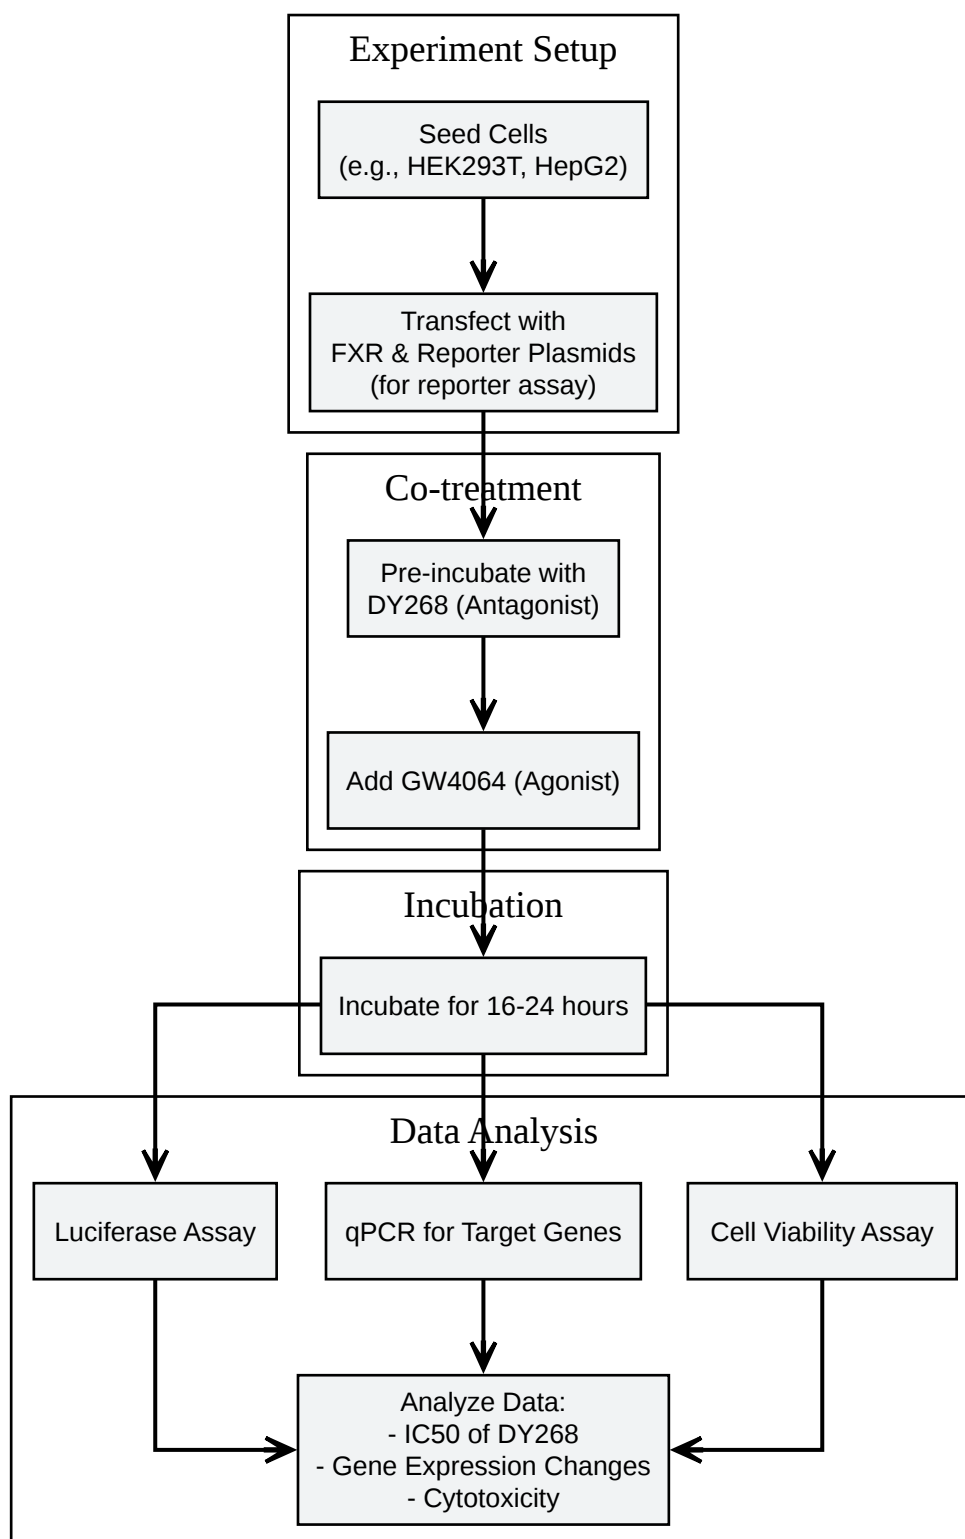 Experiment Setup
Seed Cells
(e.g., HEK293T, HepG2)
Transfect with
FXR & Reporter Plasmids
(for reporter assay)
Co-treatment
Pre-incubate with
DY268 (Antagonist)
Add GW4064 (Agonist)
Incubation
Incubate for 16-24 hours
Data Analysis
Luciferase Assay
qPCR for Target Genes
Cell Viability Assay
Analyze Data:
- IC50 of DY268
- Gene Expression Changes
- Cytotoxicity